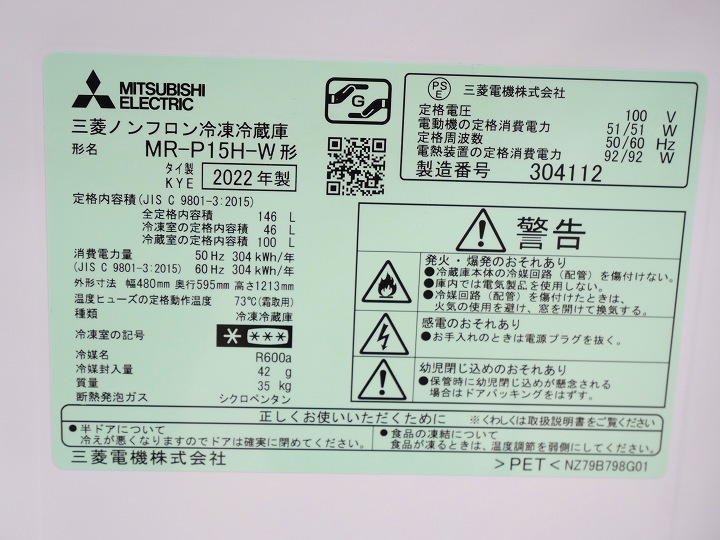 MITSUBISHI
ELECTRIC
三菱ノンフロン冷凍冷蔵庫
形名 MR-P15H-W形
タイ製
KYE 2022年製
定格内容積(JIS C 9801-3:2015)
全定格内容積 146 L
冷凍室の定格内容積 46 L
冷蔵室の定格内容積 100 L
消費電力量 50 Hz 304 kWh/年
(JIS C 9801-3:2015) 60 Hz 304 kWh/年
外形寸法 幅480mm 奥行595mm 高さ1213mm
温度ヒューズの定格動作温度 73℃(霜取用)
種類 冷凍冷蔵庫
冷凍室の記号
冷媒名 R600a
冷媒封入量 42 g
質量 35 kg
断熱発泡ガス シクロペンタン
G
PS
E
三菱電機株式会社
定格電圧 100 V
電動機の定格消費電力 51/51 W
定格周波数 50/60 Hz
電熱装置の定格消費電力 92/92 W
製造番号 304112
警告
発火・爆発のおそれあり
●冷蔵庫本体の冷媒回路(配管)を傷付けない。
●庫内では電気製品を使用しない。
●冷媒回路(配管)を傷付けたときは、
火気の使用を避け、窓を開けて換気する。
感電のおそれあり
●お手入れのときは電源プラグを抜く。
幼児閉じ込めのおそれあり
●保管時に幼児閉じ込めが懸念される
場合はドアパッキングをはずす。
正しくお使いいただくために ※くわしくは取扱説明書をご覧ください
●半ドアについて
冷えが悪くなりますのでドアは確実に閉めてください。
●食品の凍結について
食品が凍るときは、温度調節を弱側にしてください。
三菱電機株式会社
>PET< NZ79B798G01